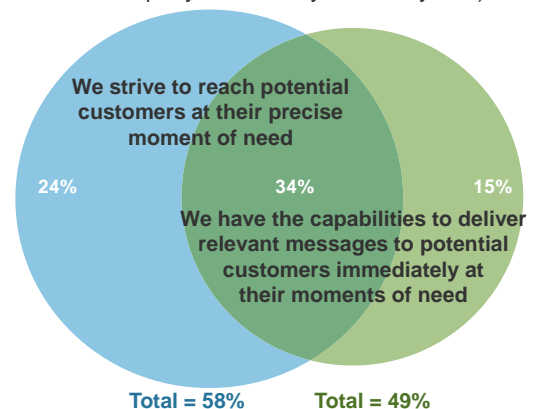 We strive to reach potential
customers at their precise
moment of need
24%
34%
15%
We have the capabilities to deliver
relevant messages to potential
customers immediately at
their moments of need
Total = 58%
Total = 49%